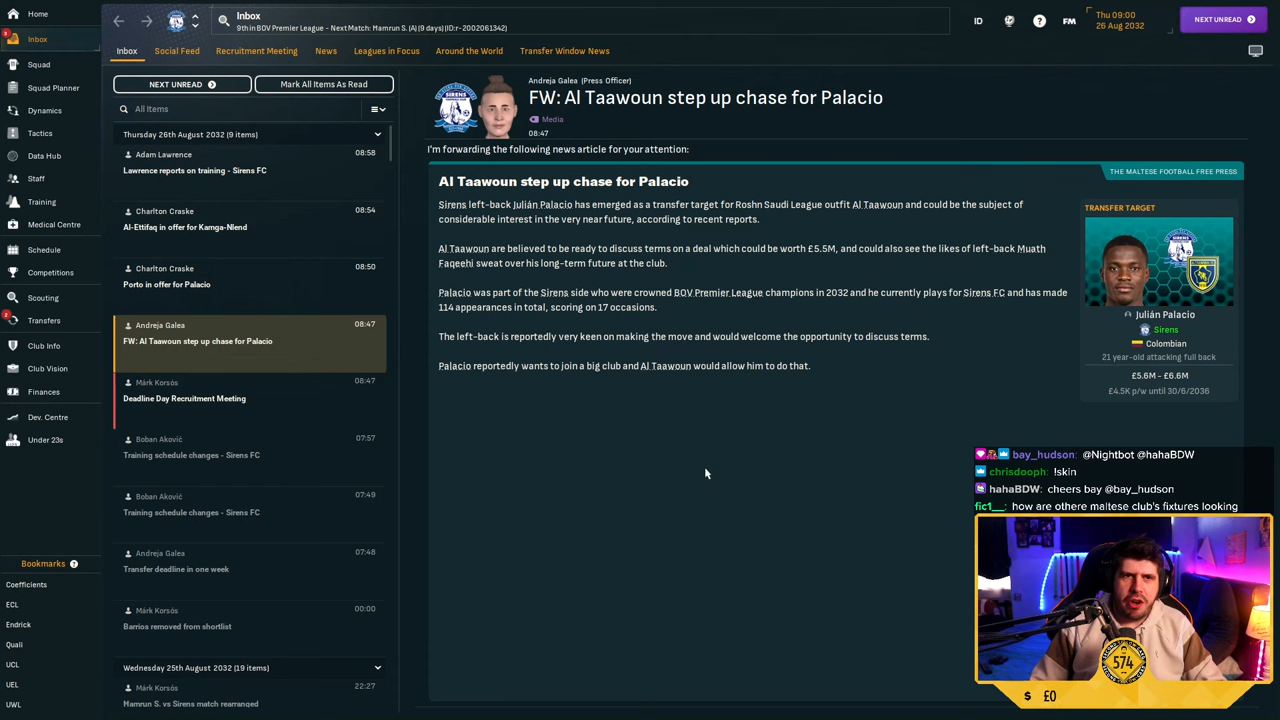 Home
Inbox
3
Squad
Squad Planner
Dynamics
Tactics
Data Hub
Staff
Training
Medical Centre
Schedule
Competitions
Scouting
2
Transfers
Club Info
Club Vision
Finances
Dev. Centre
Under 23s
Bookmarks ?
Coefficients
ECL
Endrick
Quali
UCL
UEL
UWL
Inbox
9th in BOV Premier League - Next Match: Hamrun S. (A) (9 days) (ID:r-2002061342)
ID
?
FM
Thu 09:00
26 Aug 2032
NEXT UNREAD
Inbox
Social Feed
Recruitment Meeting
News
Leagues in Focus
Around the World
Transfer Window News
NEXT UNREAD
Mark All Items As Read
All Items
Thursday 26th August 2032 (9 items)
Adam Lawrence 08:58
Lawrence reports on training - Sirens FC
Charlton Craske 08:54
Al-Ettifaq in offer for Kamga-Nlend
Charlton Craske 08:50
Porto in offer for Palacio
Andreja Galea 08:47
FW: Al Taawoun step up chase for Palacio
Márk Korsós 08:47
Deadline Day Recruitment Meeting
Boban Aković 07:57
Training schedule changes - Sirens FC
Boban Aković 07:49
Training schedule changes - Sirens FC
Andreja Galea 07:48
Transfer deadline in one week
Márk Korsós 00:00
Barrios removed from shortlist
Wednesday 25th August 2032 (19 items)
Márk Korsós 22:27
Hamrun S. vs Sirens match rearranged
Andreja Galea (Press Officer)
FW: Al Taawoun step up chase for Palacio
Media
08:47
I'm forwarding the following news article for your attention:
THE MALTESE FOOTBALL FREE PRESS
Al Taawoun step up chase for Palacio
Sirens left-back Julián Palacio has emerged as a transfer target for Roshn Saudi League outfit Al Taawoun and could be the subject of
considerable interest in the very near future, according to recent reports.
Al Taawoun are believed to be ready to discuss terms on a deal which could be worth £5.5M, and could also see the likes of left-back Muath
Faqeehi sweat over his long-term future at the club.
Palacio was part of the Sirens side who were crowned BOV Premier League champions in 2032 and he currently plays for Sirens FC and has made
114 appearances in total, scoring on 17 occasions.
The left-back is reportedly very keen on making the move and would welcome the opportunity to discuss terms.
Palacio reportedly wants to join a big club and Al Taawoun would allow him to do that.
TRANSFER TARGET
Julián Palacio
Sirens
Colombian
21 year-old attacking full back
£5.6M - £6.6M
£4.5K p/w until 30/6/2036
bay_hudson: @Nightbot @hahaBDW
chrisdooph: !skin
hahaBDW: cheers bay @bay_hudson
fic1__: how are othere maltese club's fixtures looking
574
$ £0